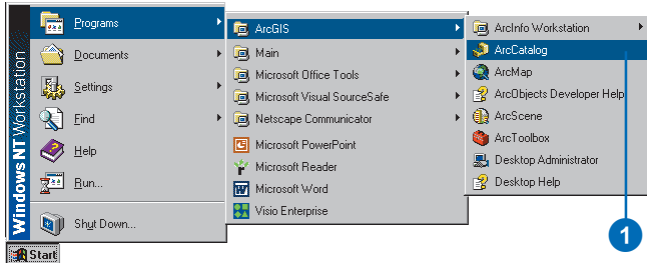 Windows NT Workstation
Programs
Documents
Settings
Find
Help
Run...
Shut Down...
Start
ArcGIS
Main
Microsoft Office Tools
Microsoft Visual SourceSafe
Netscape Communicator
Microsoft PowerPoint
Microsoft Reader
Microsoft Word
Visio Enterprise
ArcInfo Workstation
ArcCatalog
ArcMap
ArcObjects Developer Help
ArcScene
ArcToolbox
Desktop Administrator
Desktop Help
1